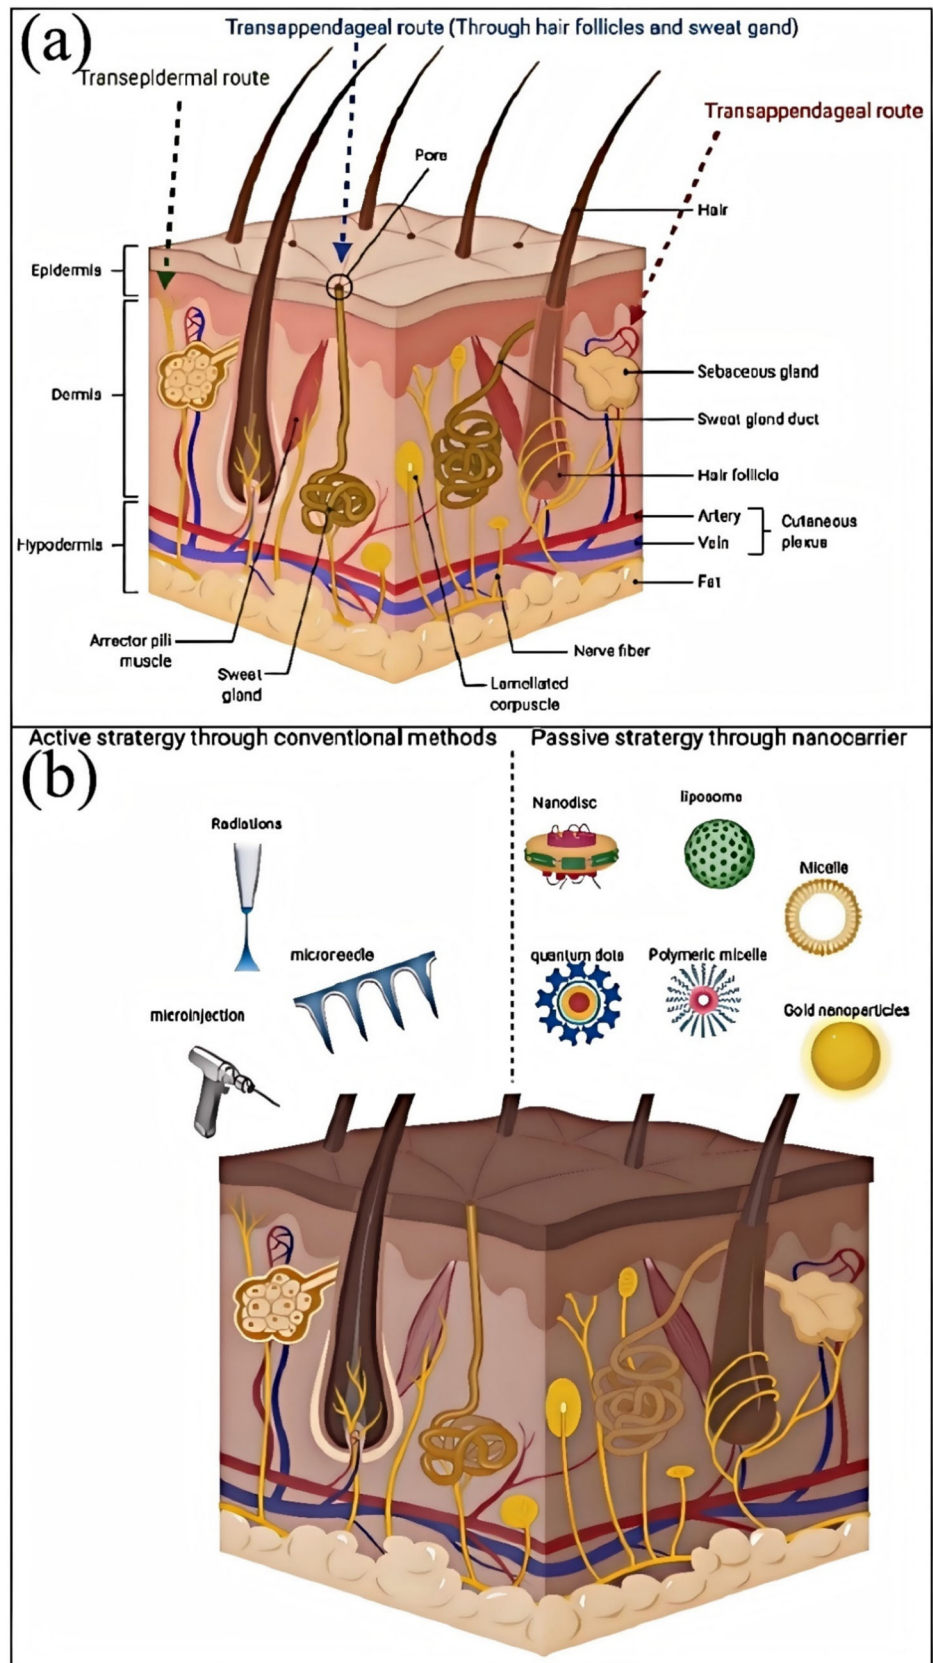 (a)
Transappendageal route (Through hair follicles and sweat gand)
Transepidermal route
Transappendageal route
Pore
Hair
Epidermis
Dermis
Hypodermis
Sebaceous gland
Sweat gland duct
Hair follicle
Artery
Vein
Cutaneous
plexus
Fat
Arrector pili
muscle
Sweat
gland
Nerve fiber
Lamellated
corpuscle
(b)
Active stratergy through conventional methods
Passive stratergy through nanocarrier
Radiations
microreedle
microinjection
Nanodisc
liposome
Micelle
quantum dots
Polymeric micelle
Gold nanoparticles